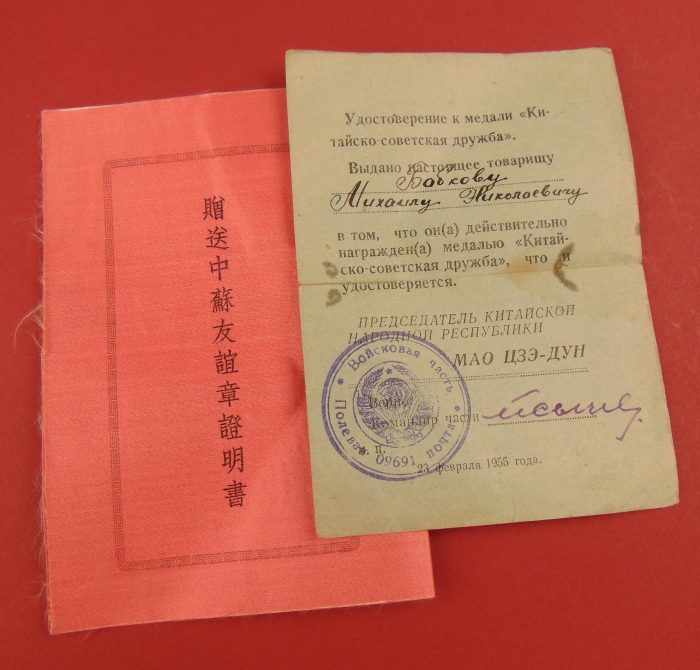 贈送中蘇友誼章證明書
Удостоверение к медали «Ки-
тайско-советская дружба».
Выдано настоящее товарищу
Бабкову
Михаилу Николаевичу
в том, что он(а) действительно
награжден(а) медалью «Китай-
ско-советская дружба», что и
удостоверяется.
ПРЕДСЕДАТЕЛЬ КИТАЙСКОЙ
НАРОДНОЙ РЕСПУБЛИКИ
МАО ЦЗЭ-ДУН
Командир части
23 февраля 1955 года.
Войсковая часть
Полевая почта
09691